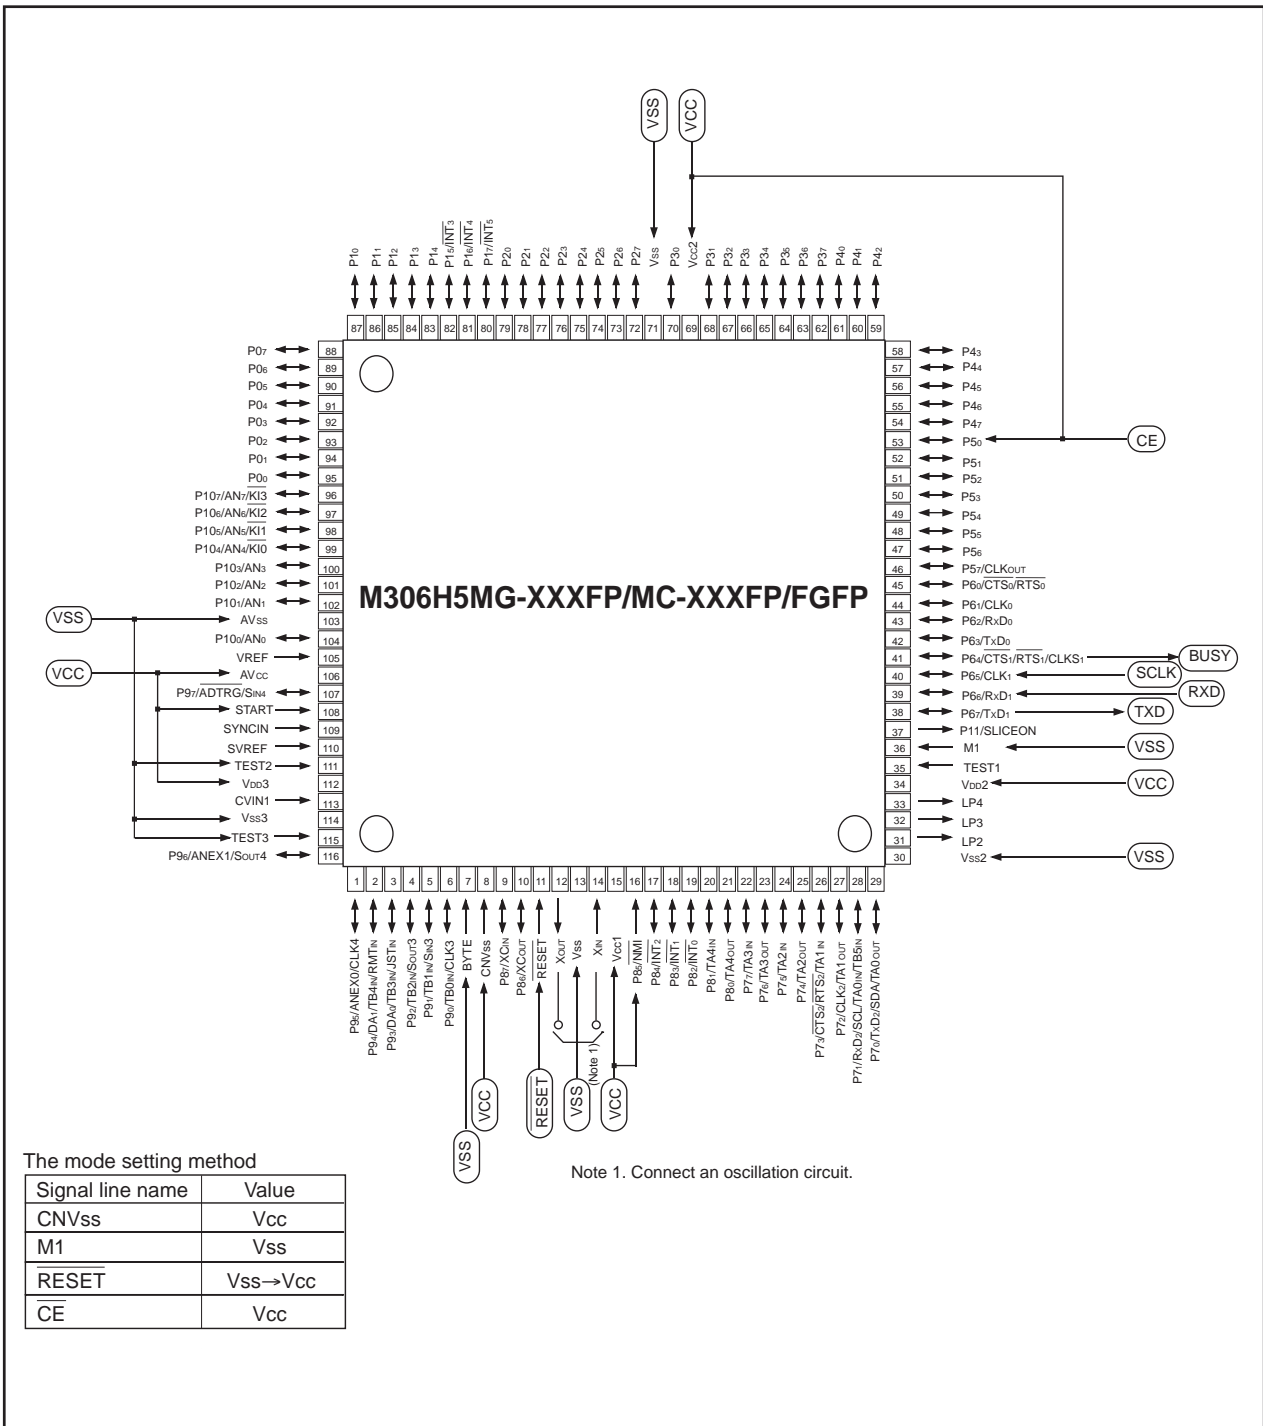 VSS
VCC
P10
P11
P12
P13
P14
P15/INT3
P16/INT4
P17/INT5
P20
P21
P22
P23
P24
P25
P26
P27
Vss
P30
Vcc2
P31
P32
P33
P34
P35
P36
P37
P40
P41
P42
87 86 85 84 83 82 81 80 79 78 77 76 75 74 73 72 71 70 69 68 67 66 65 64 63 62 61 60 59
P07 88
P06 89
P05 90
P04 91
P03 92
P02 93
P01 94
P00 95
P107/AN7/KI3 96
P106/AN6/KI2 97
P105/AN5/KI1 98
P104/AN4/KI0 99
P103/AN3 100
P102/AN2 101
P101/AN1 102
VSS
AVSS 103
P100/AN0 104
VREF 105
VCC
AVCC 106
P97/ADTRG/SIN4 107
START 108
SYNCIN 109
SVREF 110
TEST2 111
VDD3 112
CVIN1 113
Vss3 114
TEST3 115
P96/ANEX1/SOUT4 116
M306H5MG-XXXFP/MC-XXXFP/FGFP
58 P43
57 P44
56 P45
55 P46
54 P47
53 P50
CE
52 P51
51 P52
50 P53
49 P54
48 P55
47 P56
46 P57/CLKOUT
45 P60/CTS0/RTS0
44 P61/CLK0
43 P62/RxD0
42 P63/TxD0
41 P64/CTS1/RTS1/CLKS1
BUSY
40 P65/CLK1
SCLK
39 P66/RxD1
RXD
38 P67/TxD1
TXD
37 P11/SLICEON
36 M1
VSS
35 TEST1
34 VDD2
VCC
33 LP4
32 LP3
31 LP2
30 Vss2
VSS
1 2 3 4 5 6 7 8 9 10 11 12 13 14 15 16 17 18 19 20 21 22 23 24 25 26 27 28 29
P95/ANEX0/CLK4
P94/DA1/TB4IN/RMTIN
P93/DA0/TB3IN/JSTIN
P92/TB2IN/SOUT3
P91/TB1IN/SIN3
P90/TB0IN/CLK3
BYTE
CNVss
P87/XCIN
P86/XCOUT
RESET
XOUT
Vss
XIN
Vcc1
P85/NMI
P84/INT2
P83/INT1
P82/INT0
P81/TA4IN
P80/TA4OUT
P77/TA3IN
P76/TA3OUT
P75/TA2IN
P74/TA2OUT
P73/CTS2/RTS2/TA1IN
P72/CLK2/TA1OUT
P71/RxD2/SCL/TA0IN/TB5IN
P70/TxD2/SDA/TA0OUT
(Note 1)
VSS
VCC
RESET
VSS
VCC
Note 1. Connect an oscillation circuit.
The mode setting method
Signal line name Value
CNVss Vcc
M1 Vss
RESET Vss→Vcc
CE Vcc